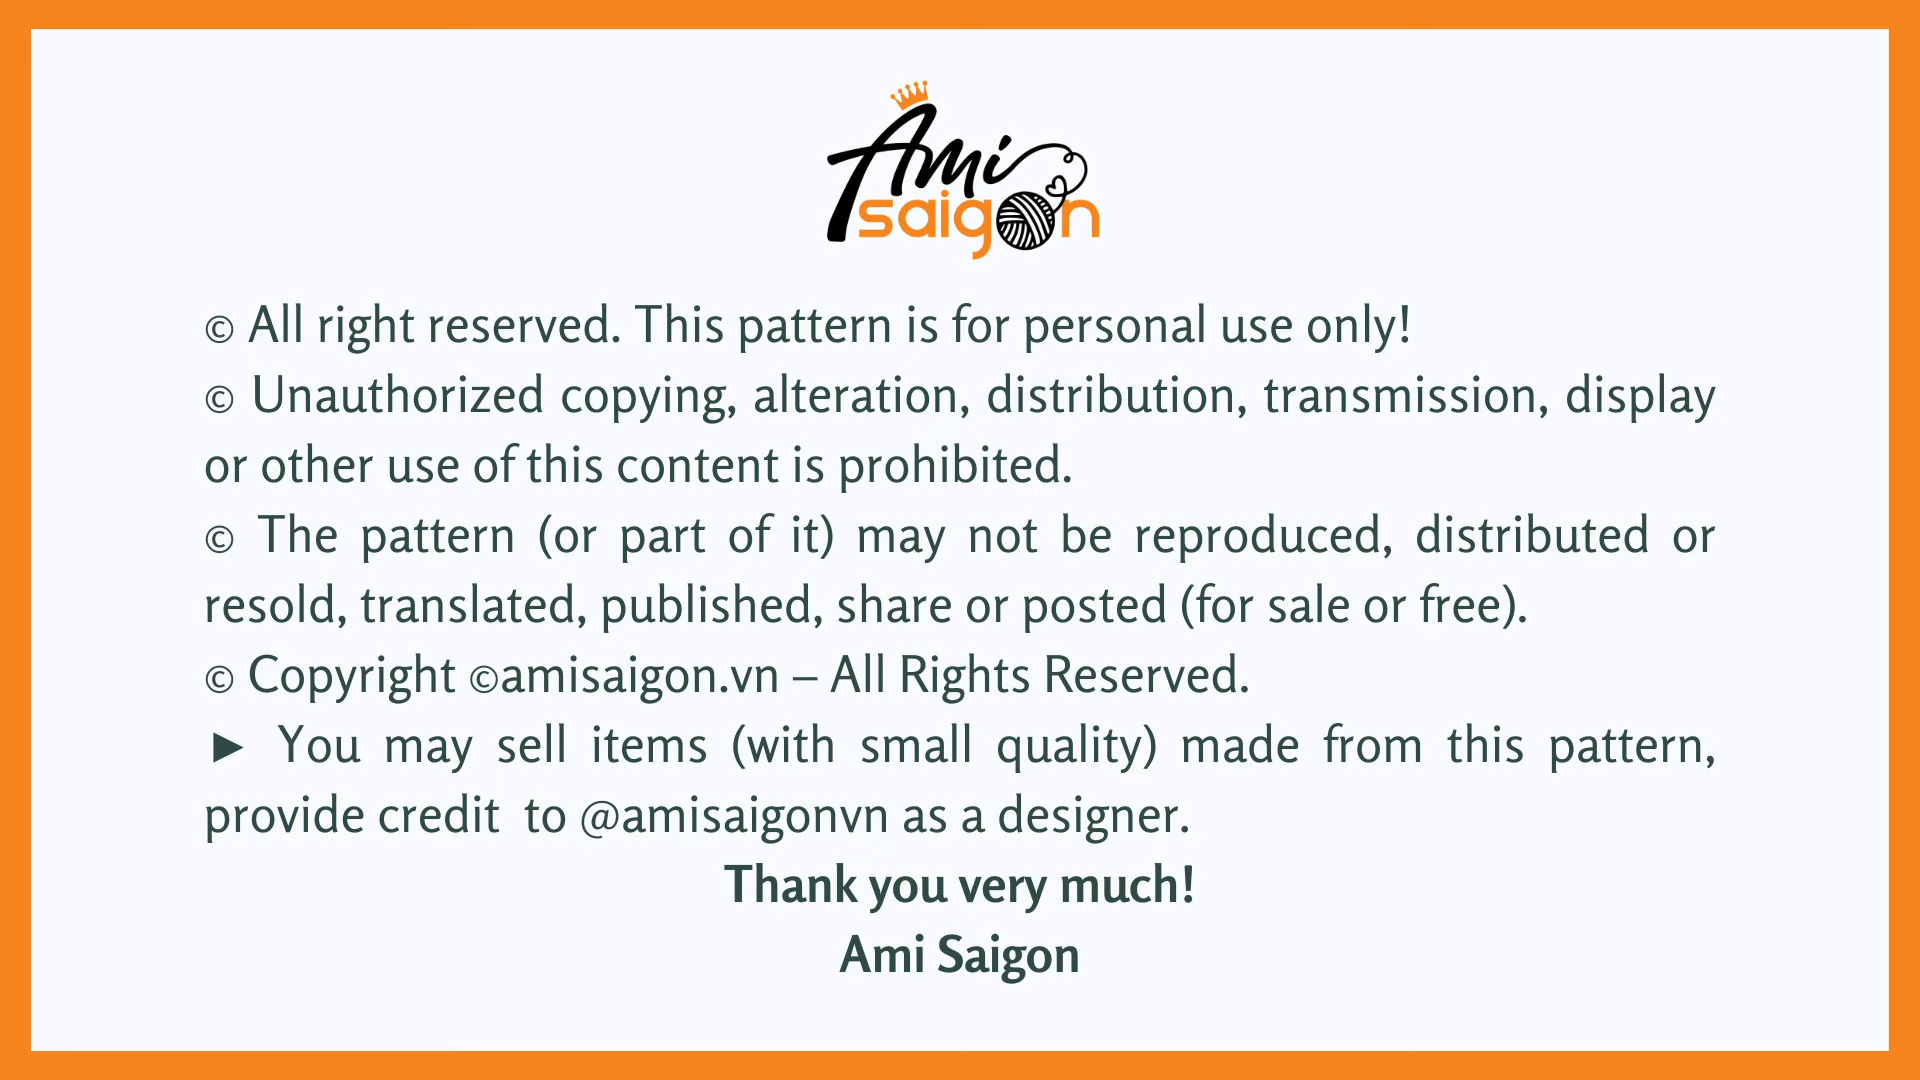 Ami
saigon
© All right reserved. This pattern is for personal use only!
© Unauthorized copying, alteration, distribution, transmission, display
or other use of this content is prohibited.
© The pattern (or part of it) may not be reproduced, distributed or
resold, translated, published, share or posted (for sale or free).
© Copyright ©amisaigon.vn – All Rights Reserved.
► You may sell items (with small quality) made from this pattern,
provide credit  to @amisaigonvn as a designer.
Thank you very much!
Ami Saigon